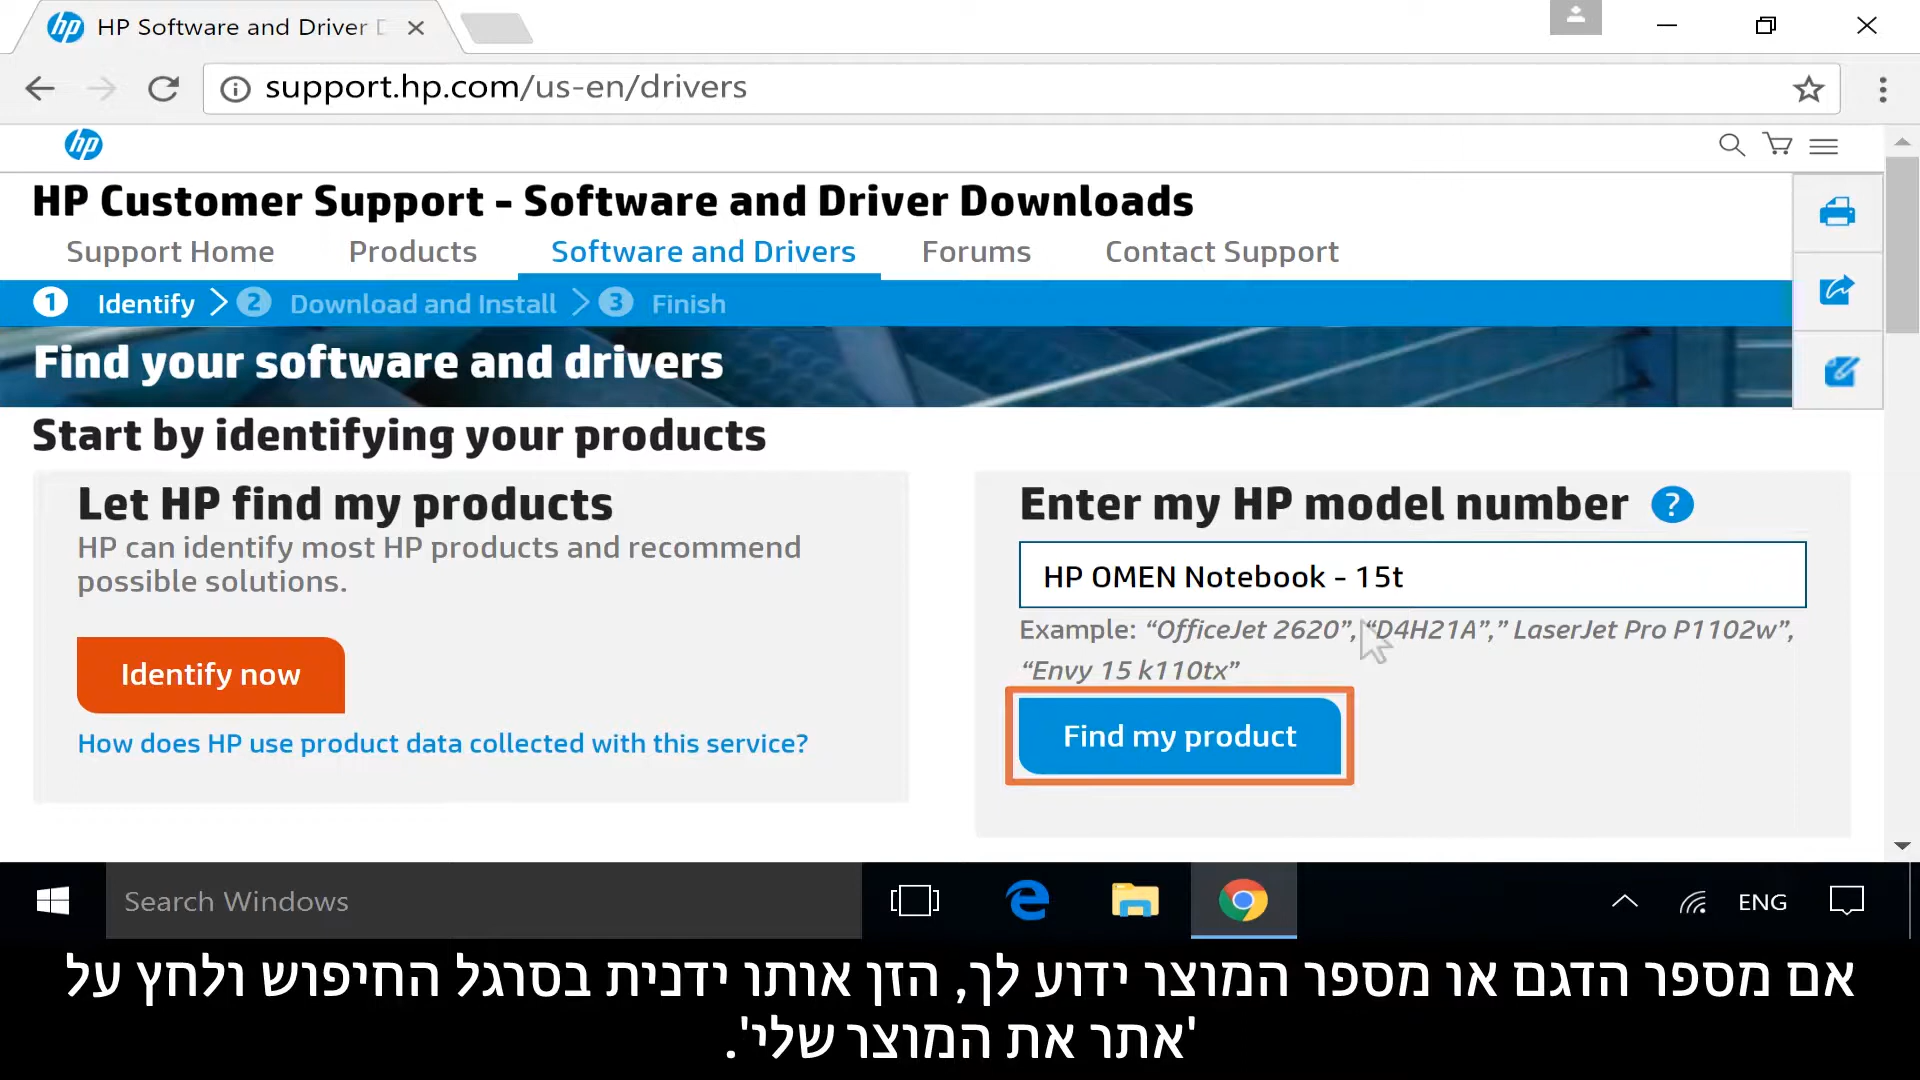 HP Software and Driver D
support.hp.com/us-en/drivers
hp
HP Customer Support - Software and Driver Downloads
Support Home Products Software and Drivers Forums Contact Support
1 Identify 2 Download and Install 3 Finish
Find your software and drivers
Start by identifying your products
Let HP find my products
HP can identify most HP products and recommend
possible solutions.
Identify now
How does HP use product data collected with this service?
Enter my HP model number ?
HP OMEN Notebook - 15t
Example: “OfficeJet 2620”, “D4H21A”,” LaserJet Pro P1102w”,
“Envy 15 k110tx”
Find my product
Search Windows
ENG
אם מספר הדגם או מספר המוצר ידוע לך, הזן אותו ידנית בסרגל החיפוש ולחץ על
'אתר את המוצר שלי'.